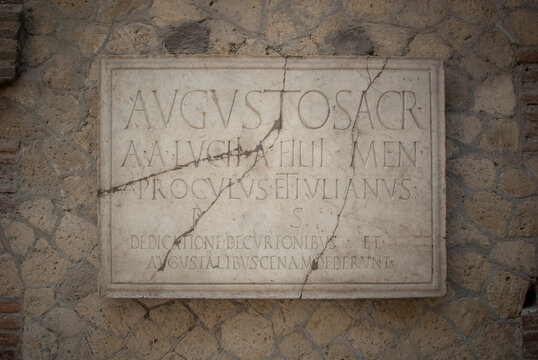 AVGVSTO·SACR
A·A·LVCII·A·FILII·MEN
PROCVLVS·ET·IVLIANVS
P · S
DEDICATIONE·DECVRIONIBVS·ET
AVGVSTALIBVS·CENAM·DEDERVNT